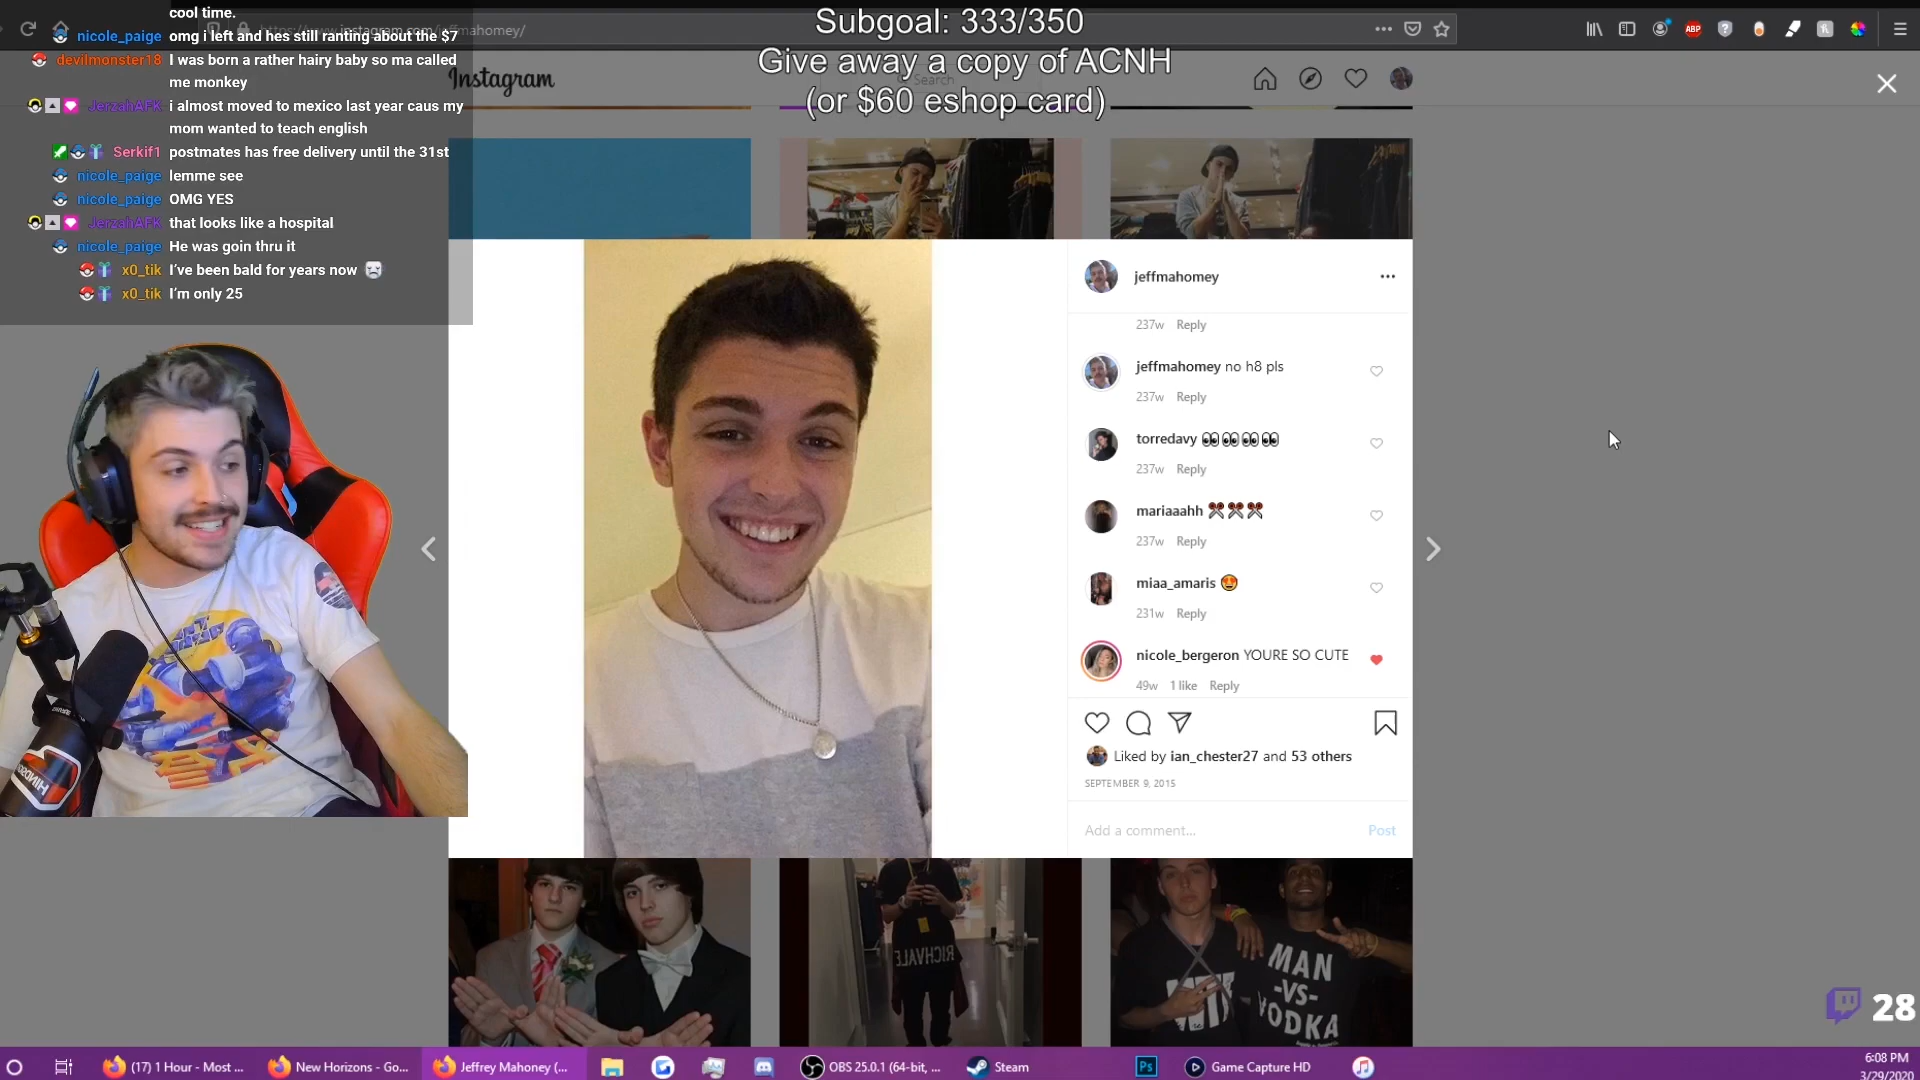 cool time.
nicole_paige omg i left and hes still ranting about the $7
devilmonster18 I was born a rather hairy baby so ma called
me monkey
JerzahAFK i almost moved to mexico last year caus my
mom wanted to teach english
Serkif1 postmates has free delivery until the 31st
nicole_paige lemme see
nicole_paige OMG YES
JerzahAFK that looks like a hospital
nicole_paige He was goin thru it
x0_tik I've been bald for years now
x0_tik I'm only 25
Subgoal: 333/350
Give away a copy of ACNH
(or $60 eshop card)
Instagram
Search
ABP
jeffmahomey
237w Reply
jeffmahomey no h8 pls
237w Reply
torredavy
237w Reply
mariaaahh
237w Reply
miaa_amaris
231w Reply
nicole_bergeron YOURE SO CUTE
49w 1 like Reply
Liked by ian_chester27 and 53 others
SEPTEMBER 9, 2015
Add a comment... Post
RICHVALE
MAN
-VS-
VODKA
28
(17) 1 Hour - Most ...
New Horizons - Go...
Jeffrey Mahoney (...
OBS 25.0.1 (64-bit, ...
Steam
Ps
Game Capture HD
6:08 PM
3/29/2020